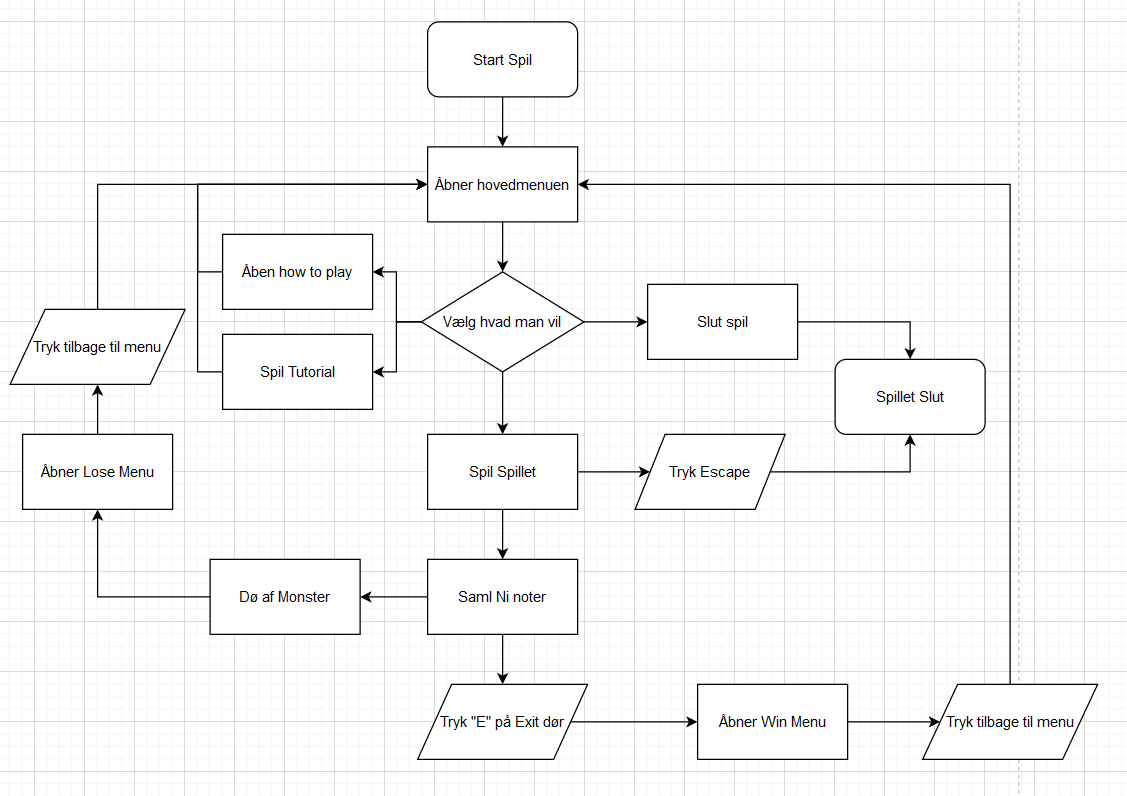 Start Spil
Åbner hovedmenuen
Åben how to play
Vælg hvad man vil
Slut spil
Tryk tilbage til menu
Spil Tutorial
Spillet Slut
Åbner Lose Menu
Spil Spillet
Tryk Escape
Dø af Monster
Saml Ni noter
Tryk "E" på Exit dør
Åbner Win Menu
Tryk tilbage til menu